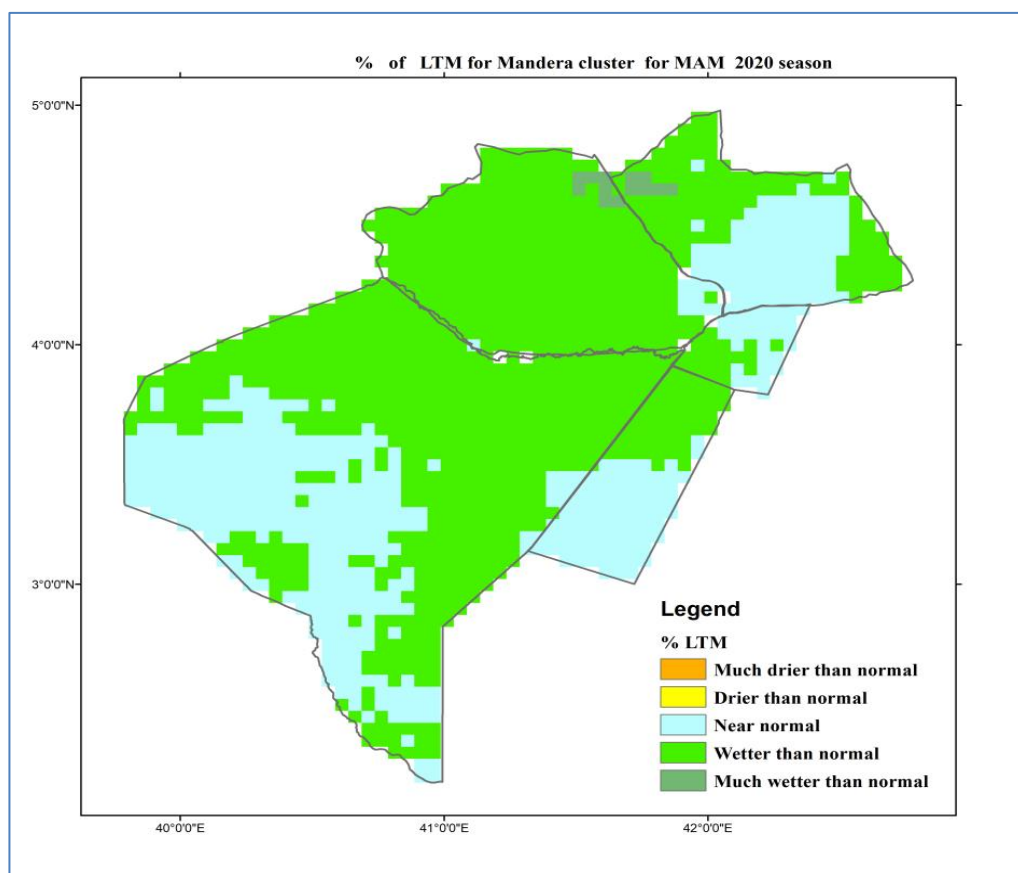 % of LTM for Mandera cluster for MAM 2020 season
5°0'0"N
4°0'0"N
3°0'0"N
Legend
% LTM
Much drier than normal
Drier than normal
Near normal
Wetter than normal
Much wetter than normal
40°0'0"E 41°0'0"E 42°0'0"E